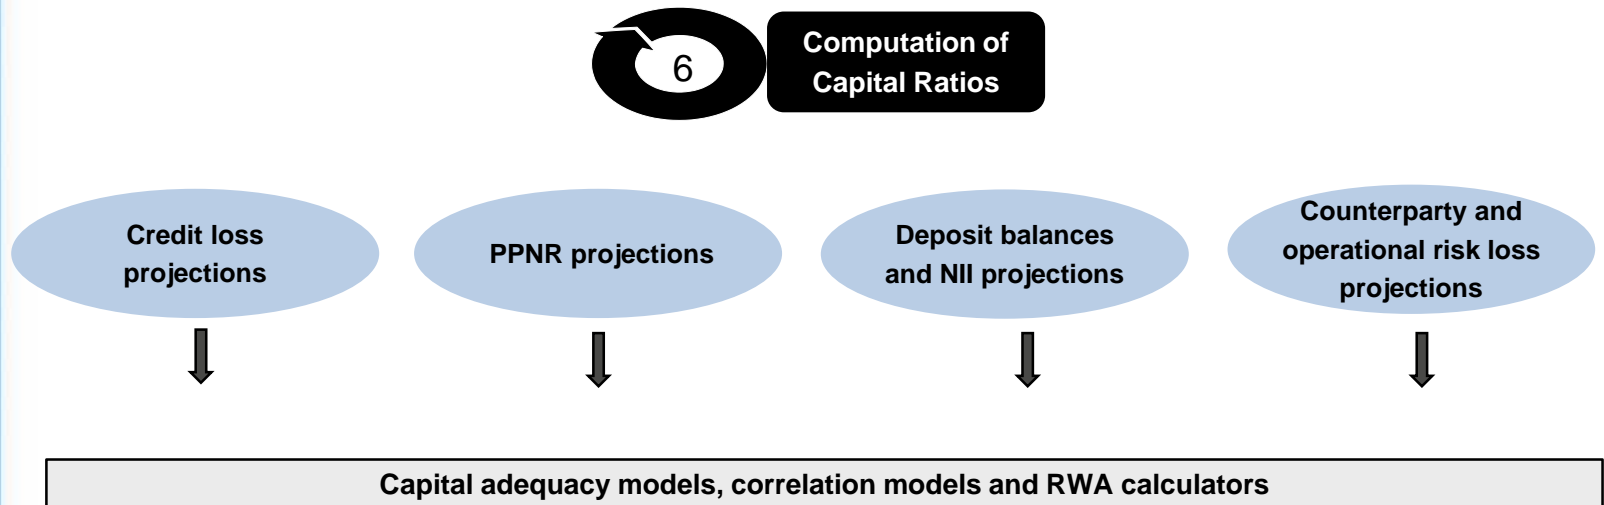 6
Computation of
Capital Ratios
Credit loss
projections
PPNR projections
Deposit balances
and NII projections
Counterparty and
operational risk loss
projections
Capital adequacy models, correlation models and RWA calculators